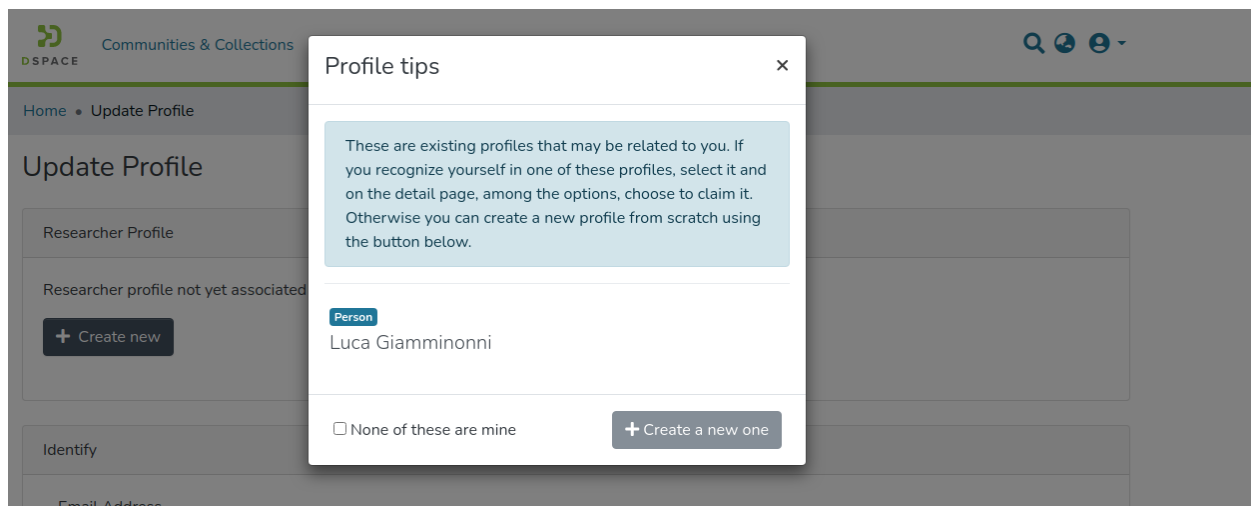 DSPACE
Communities & Collections
Home • Update Profile
Update Profile
Researcher Profile
Researcher profile not yet associated
+ Create new
Identify
Email Address
Profile tips
×
These are existing profiles that may be related to you. If
you recognize yourself in one of these profiles, select it and
on the detail page, among the options, choose to claim it.
Otherwise you can create a new profile from scratch using
the button below.
Person
Luca Giamminonni
None of these are mine
+ Create a new one